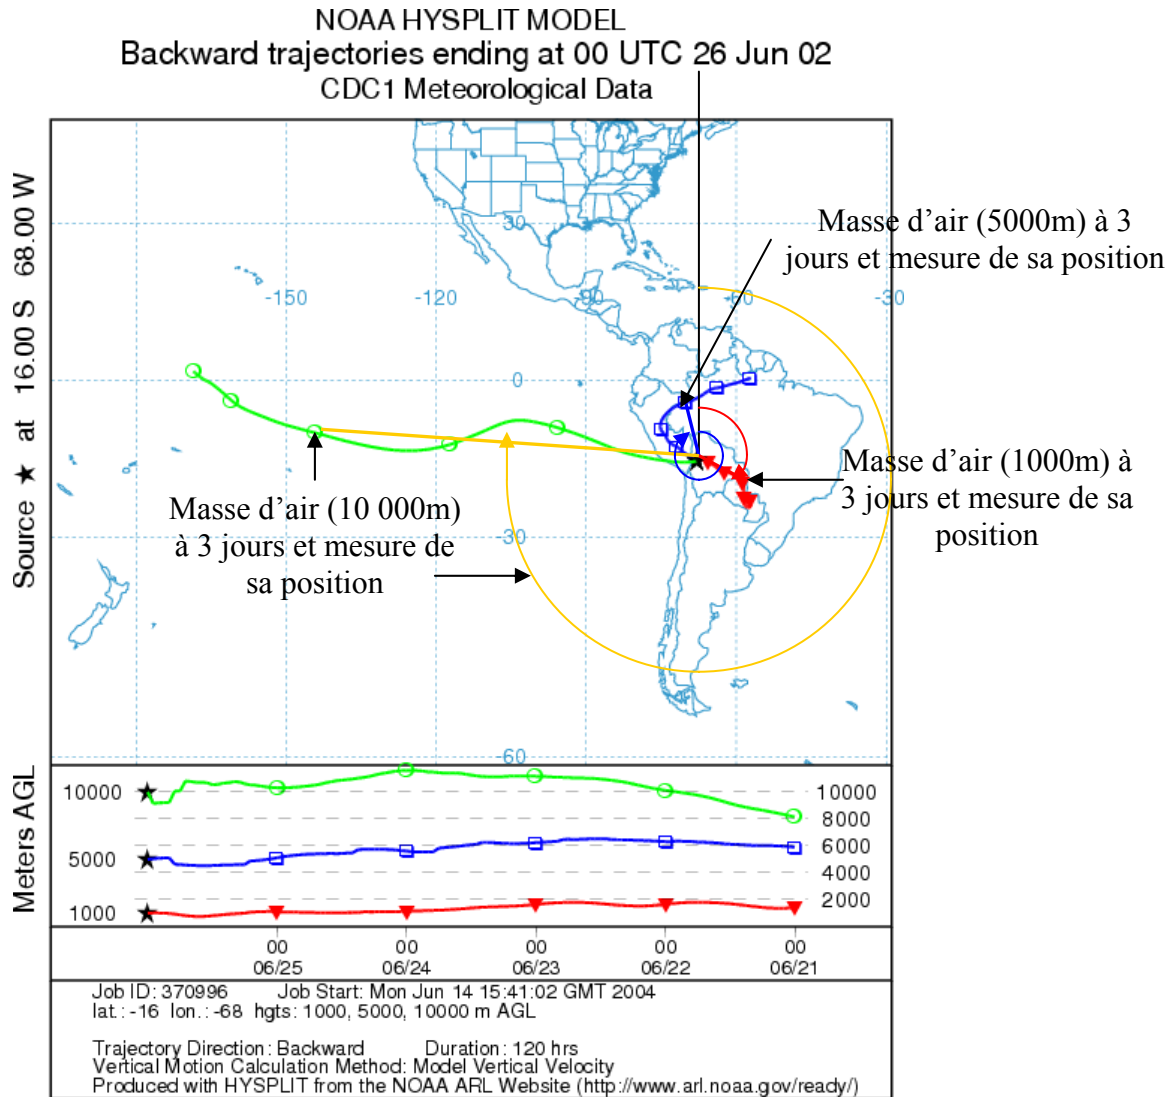 NOAA HYSPLIT MODEL
Backward trajectories ending at 00 UTC 26 Jun 02
CDC1 Meteorological Data
Source ★ at 16.00 S 68.00 W
30
-150
-120
-90
-60
-30
0
-30
-60
Masse d’air (5000m) à 3
jours et mesure de sa position
Masse d’air (1000m) à
3 jours et mesure de sa
position
Masse d’air (10 000m)
à 3 jours et mesure de
sa position
Meters AGL
10000
5000
1000
10000
8000
6000
4000
2000
00 00 00 00 00
06/25 06/24 06/23 06/22 06/21
Job ID: 370996 Job Start: Mon Jun 14 15:41:02 GMT 2004
lat.: -16 lon.: -68 hgts: 1000, 5000, 10000 m AGL
Trajectory Direction: Backward Duration: 120 hrs
Vertical Motion Calculation Method: Model Vertical Velocity
Produced with HYSPLIT from the NOAA ARL Website (http://www.arl.noaa.gov/ready/)